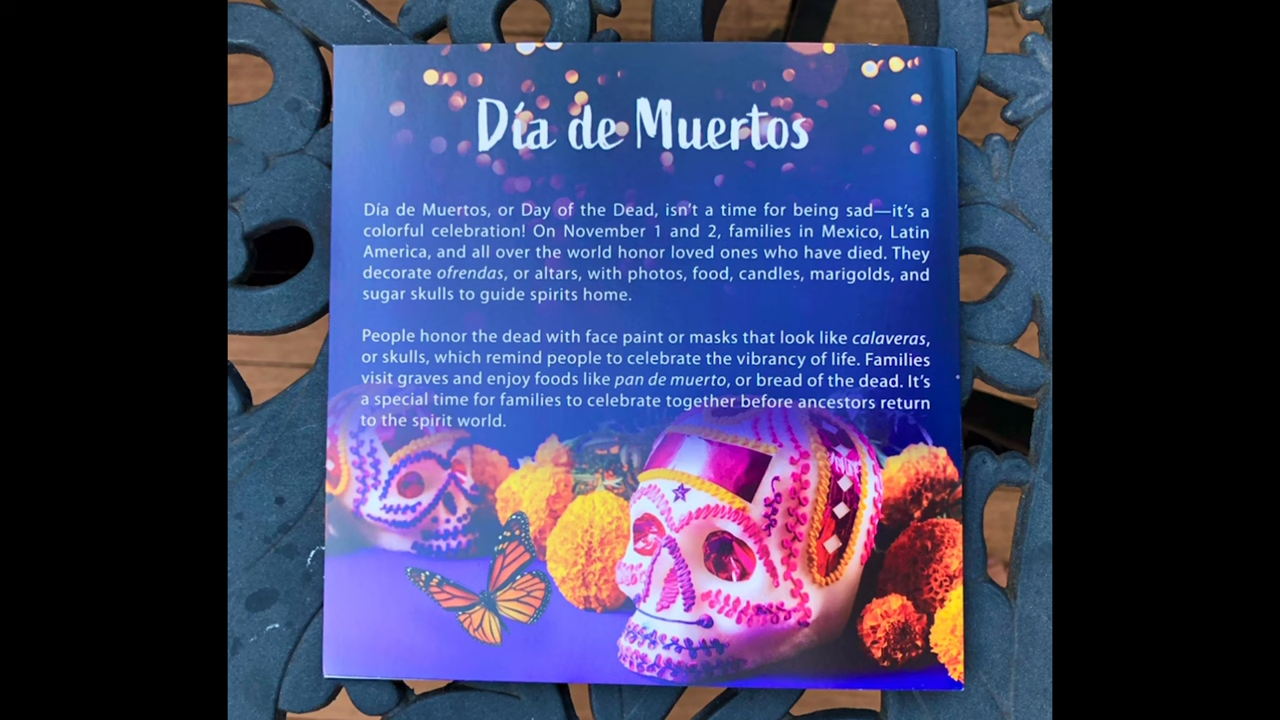 Día de Muertos
Día de Muertos, or Day of the Dead, isn't a time for being sad—it's a
colorful celebration! On November 1 and 2, families in Mexico, Latin
America, and all over the world honor loved ones who have died. They
decorate ofrendas, or altars, with photos, food, candles, marigolds, and
sugar skulls to guide spirits home.
People honor the dead with face paint or masks that look like calaveras,
or skulls, which remind people to celebrate the vibrancy of life. Families
visit graves and enjoy foods like pan de muerto, or bread of the dead. It's
a special time for families to celebrate together before ancestors return
to the spirit world.